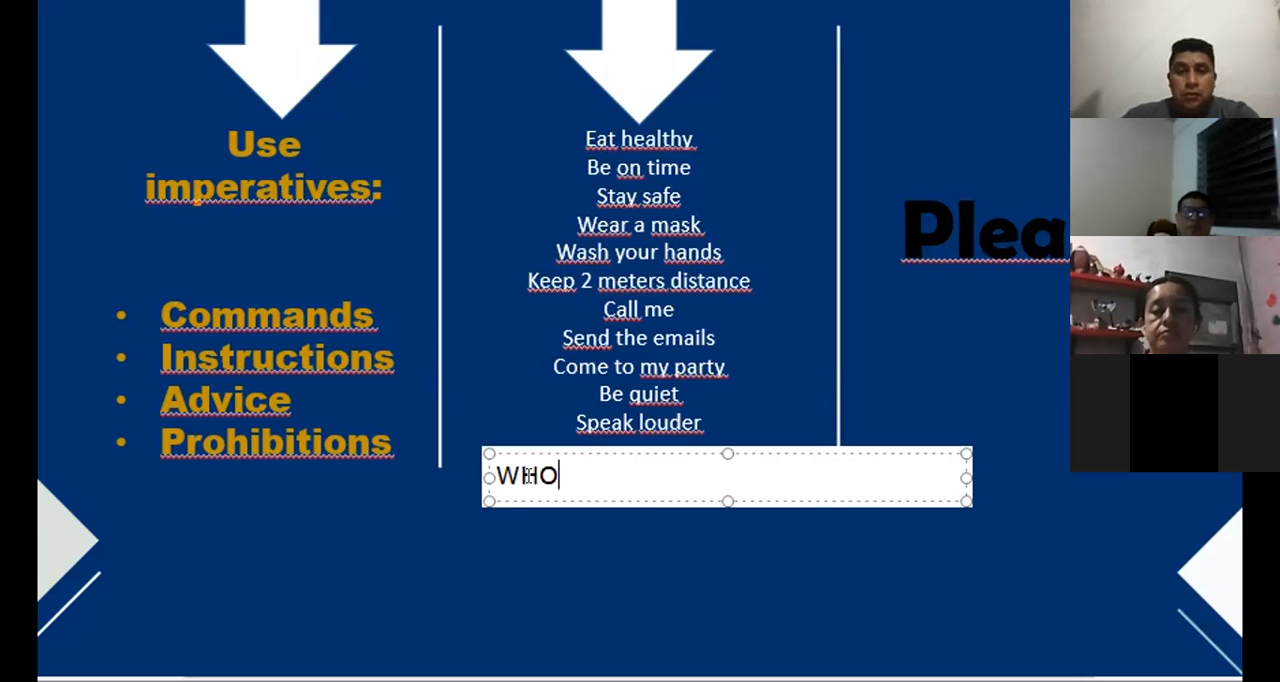 Use
imperatives:
• Commands
• Instructions
• Advice
• Prohibitions
Eat healthy
Be on time
Stay safe
Wear a mask
Wash your hands
Keep 2 meters distance
Call me
Send the emails
Come to my party
Be quiet
Speak louder
WHO
Plea